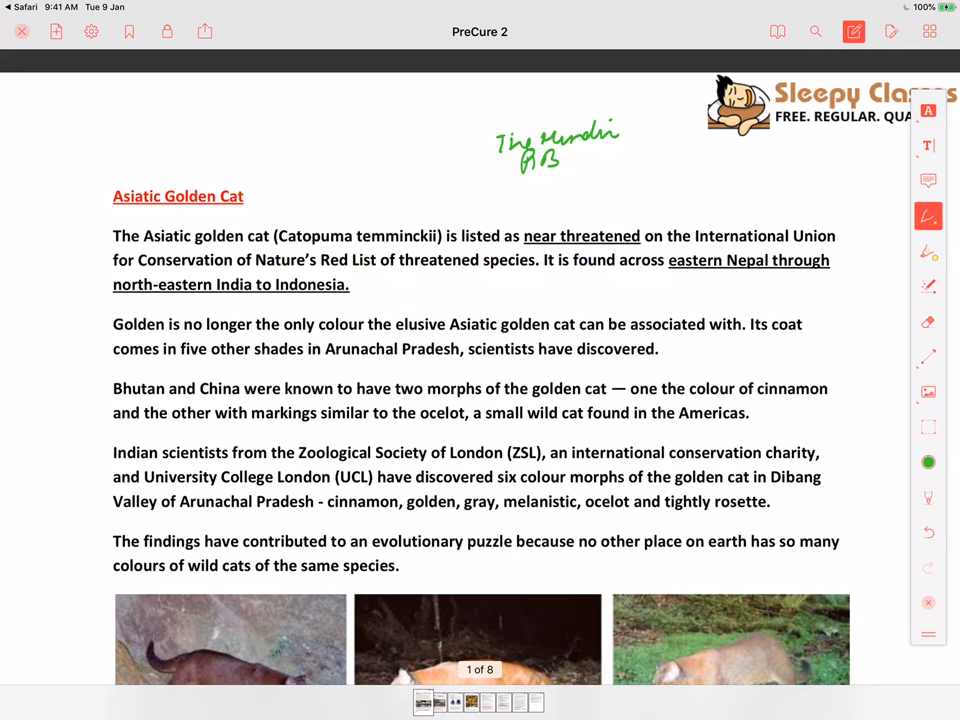 Safari 9:41 AM Tue 9 Jan 100%
PreCure 2
Sleepy Classes
FREE. REGULAR. QUA
The Hindu
PIB
Asiatic Golden Cat
The Asiatic golden cat (Catopuma temminckii) is listed as near threatened on the International Union
for Conservation of Nature’s Red List of threatened species. It is found across eastern Nepal through
north-eastern India to Indonesia.
Golden is no longer the only colour the elusive Asiatic golden cat can be associated with. Its coat
comes in five other shades in Arunachal Pradesh, scientists have discovered.
Bhutan and China were known to have two morphs of the golden cat — one the colour of cinnamon
and the other with markings similar to the ocelot, a small wild cat found in the Americas.
Indian scientists from the Zoological Society of London (ZSL), an international conservation charity,
and University College London (UCL) have discovered six colour morphs of the golden cat in Dibang
Valley of Arunachal Pradesh - cinnamon, golden, gray, melanistic, ocelot and tightly rosette.
The findings have contributed to an evolutionary puzzle because no other place on earth has so many
colours of wild cats of the same species.
1 of 8